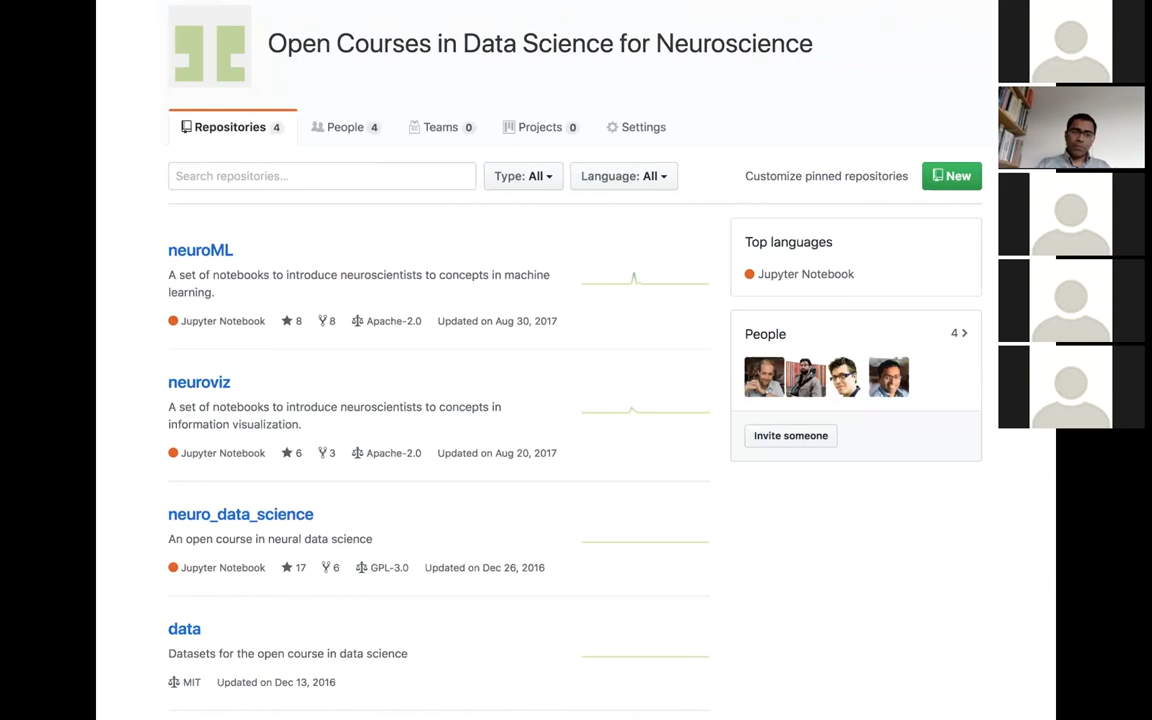 Open Courses in Data Science for Neuroscience
Repositories 4
People 4
Teams 0
Projects 0
Settings
Search repositories...
Type: All
Language: All
Customize pinned repositories
New
neuroML
A set of notebooks to introduce neuroscientists to concepts in machine
learning.
Jupyter Notebook 8 8 Apache-2.0 Updated on Aug 30, 2017
neuroviz
A set of notebooks to introduce neuroscientists to concepts in
information visualization.
Jupyter Notebook 6 3 Apache-2.0 Updated on Aug 20, 2017
neuro_data_science
An open course in neural data science
Jupyter Notebook 17 6 GPL-3.0 Updated on Dec 26, 2016
data
Datasets for the open course in data science
MIT Updated on Dec 13, 2016
Top languages
Jupyter Notebook
People 4
Invite someone